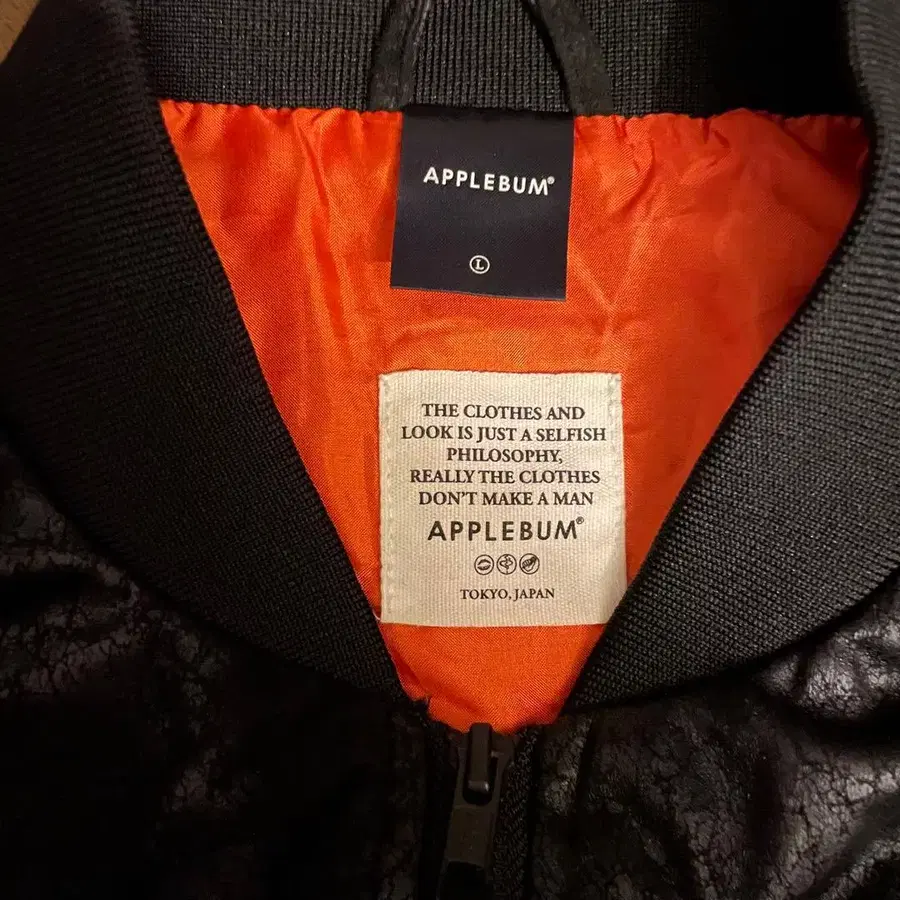 APPLEBUM®
L
THE CLOTHES AND
LOOK IS JUST A SELFISH
PHILOSOPHY,
REALLY THE CLOTHES
DON'T MAKE A MAN
APPLEBUM®
TOKYO, JAPAN